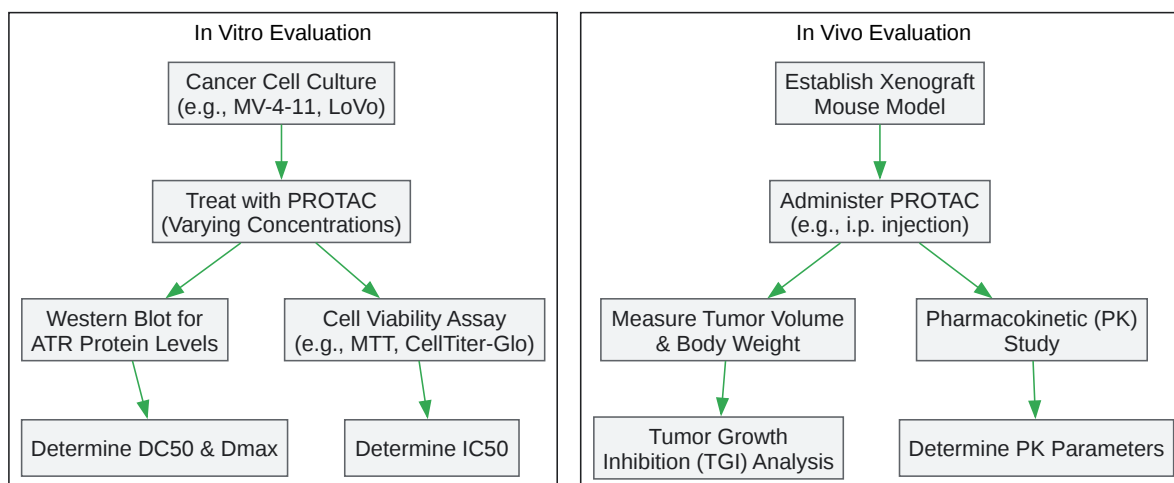 In Vitro Evaluation
Cancer Cell Culture
(e.g., MV-4-11, LoVo)
Treat with PROTAC
(Varying Concentrations)
Western Blot for
ATR Protein Levels
Cell Viability Assay
(e.g., MTT, CellTiter-Glo)
Determine DC50 & Dmax
Determine IC50
In Vivo Evaluation
Establish Xenograft
Mouse Model
Administer PROTAC
(e.g., i.p. injection)
Measure Tumor Volume
& Body Weight
Pharmacokinetic (PK)
Study
Tumor Growth
Inhibition (TGI) Analysis
Determine PK Parameters